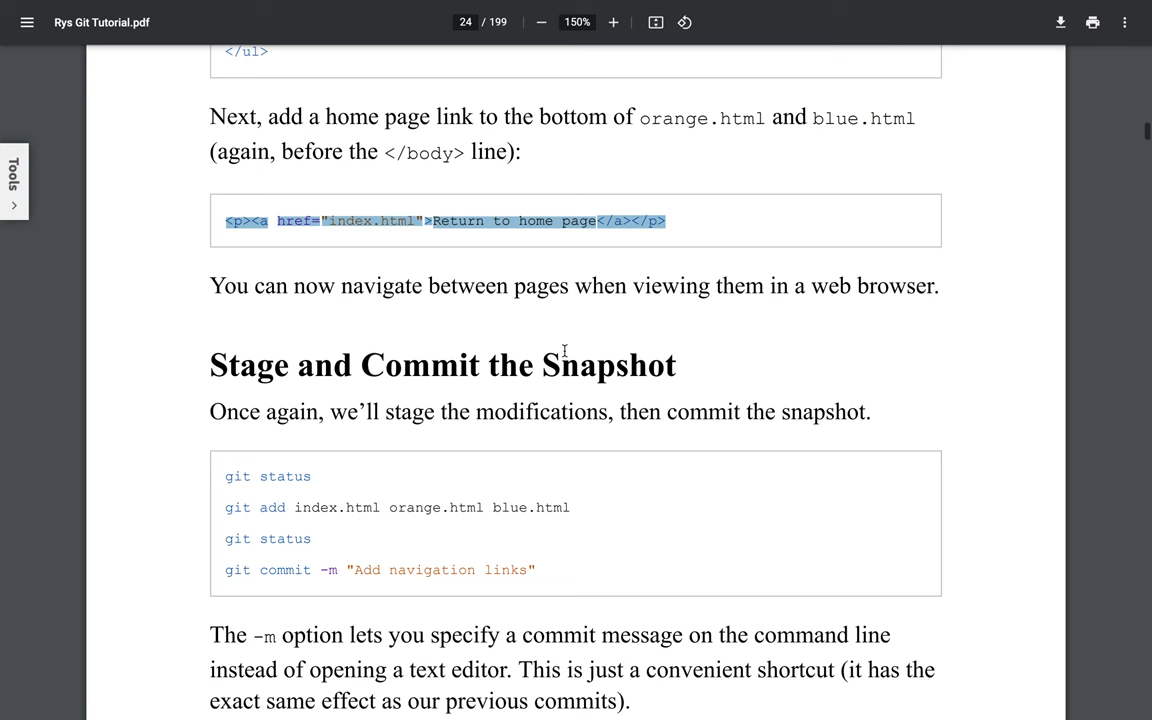 Rys Git Tutorial.pdf
24 / 199
150%
Tools
</ul>
Next, add a home page link to the bottom of orange.html and blue.html
(again, before the </body> line):
<p><a href="index.html">Return to home page</a></p>
You can now navigate between pages when viewing them in a web browser.
Stage and Commit the Snapshot
Once again, we’ll stage the modifications, then commit the snapshot.
git status
git add index.html orange.html blue.html
git status
git commit -m "Add navigation links"
The -m option lets you specify a commit message on the command line
instead of opening a text editor. This is just a convenient shortcut (it has the
exact same effect as our previous commits).